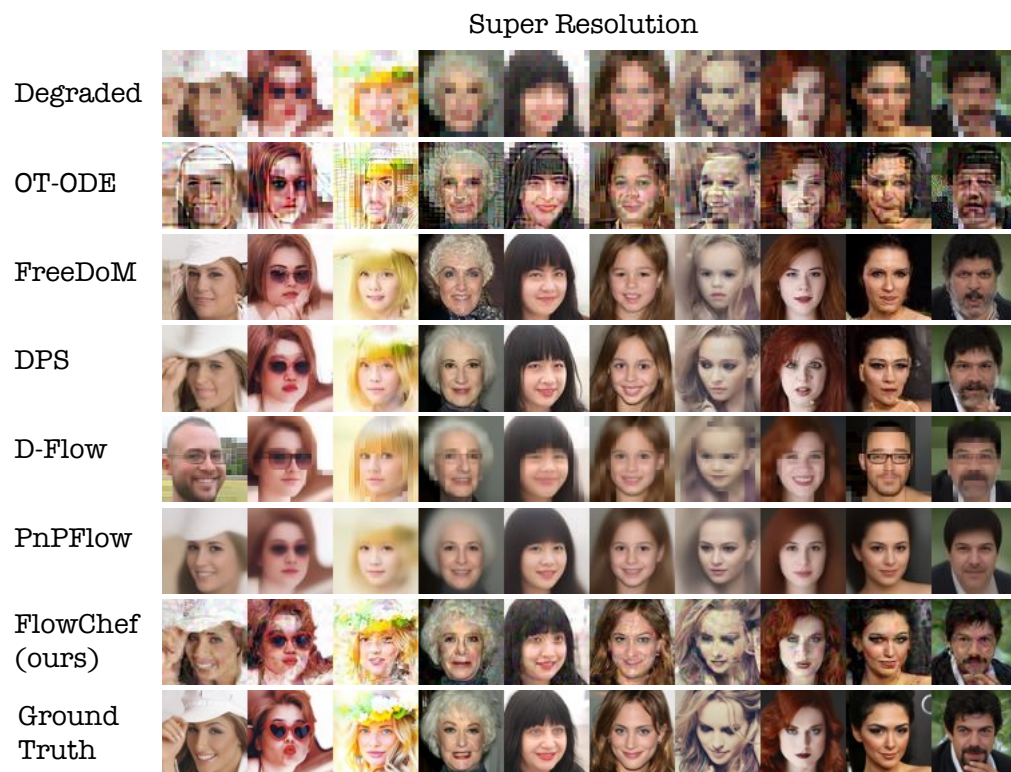 Super Resolution
Degraded
OT-ODE
FreeDoM
DPS
D-Flow
PnPFlow
FlowChef
(ours)
Ground
Truth